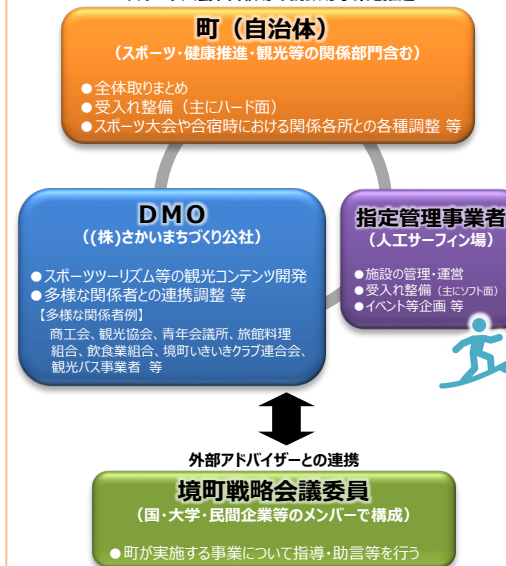 町（自治体）
（スポーツ・健康推進・観光等の関係部門含む）
●全体取りまとめ
●受入れ整備（主にハード面）
●スポーツ大会や合宿時における関係各所との各種調整 等
DMO
（(株)さかいまちづくり公社）
●スポーツツーリズム等の観光コンテンツ開発
●多様な関係者との連携調整 等
【多様な関係者例】
商工会、観光協会、青年会議所、旅館料理
組合、飲食業組合、境町いきいきクラブ連合会、
観光バス事業者 等
指定管理事業者
（人工サーフィン場）
●施設の管理・運営
●受入れ整備（主にソフト面）
●イベント等企画 等
外部アドバイザーとの連携
境町戦略会議委員
（国・大学・民間企業等のメンバーで構成）
●町が実施する事業について指導・助言等を行う